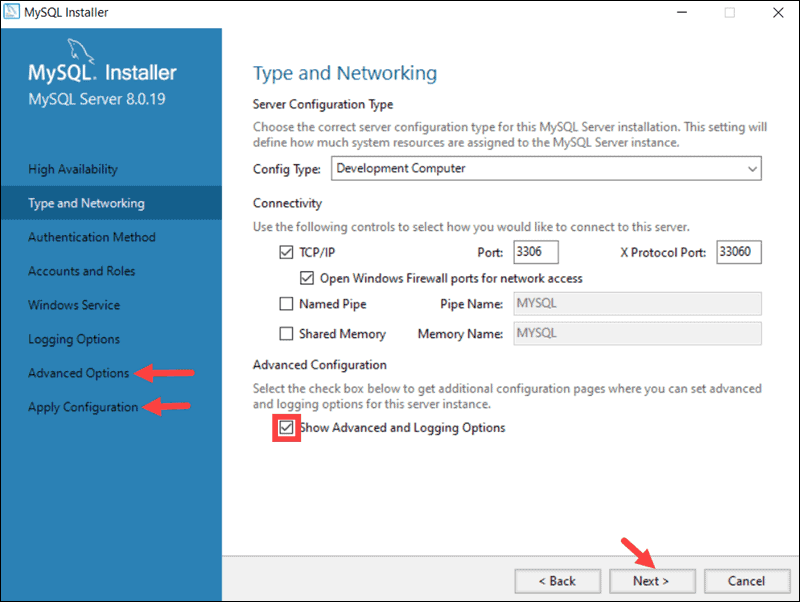 MySQL Installer
MySQL. Installer
MySQL Server 8.0.19
High Availability
Type and Networking
Authentication Method
Accounts and Roles
Windows Service
Logging Options
Advanced Options
Apply Configuration
Type and Networking
Server Configuration Type
Choose the correct server configuration type for this MySQL Server installation. This setting will
define how much system resources are assigned to the MySQL Server instance.
Config Type: Development Computer
Connectivity
Use the following controls to select how you would like to connect to this server.
TCP/IP Port: 3306 X Protocol Port: 33060
Open Windows Firewall ports for network access
Named Pipe Pipe Name: MYSQL
Shared Memory Memory Name: MYSQL
Advanced Configuration
Select the check box below to get additional configuration pages where you can set advanced
and logging options for this server instance.
Show Advanced and Logging Options
< Back Next > Cancel